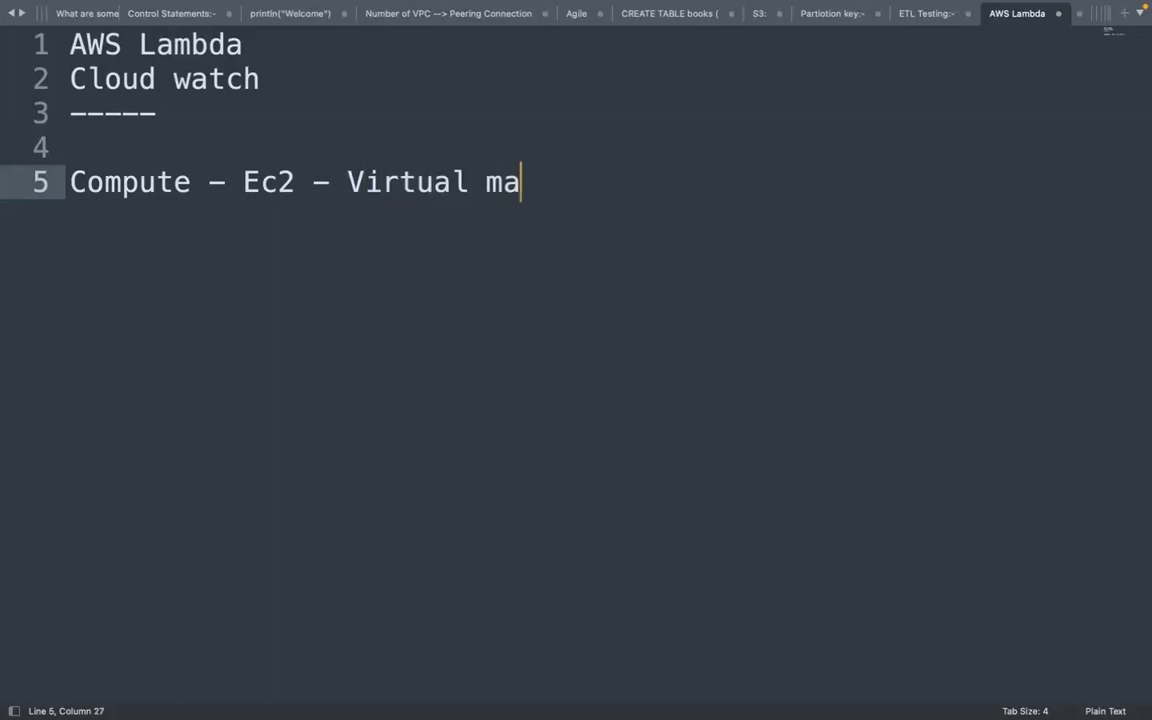 What are some Control Statements:- println("Welcome") Number of VPC --> Peering Connection Agile CREATE TABLE books ( S3: Partiotion key:- ETL Testing:- AWS Lambda
1 AWS Lambda
2 Cloud watch
3 -----
4
5 Compute - Ec2 - Virtual ma
Line 5, Column 27 Tab Size: 4 Plain Text